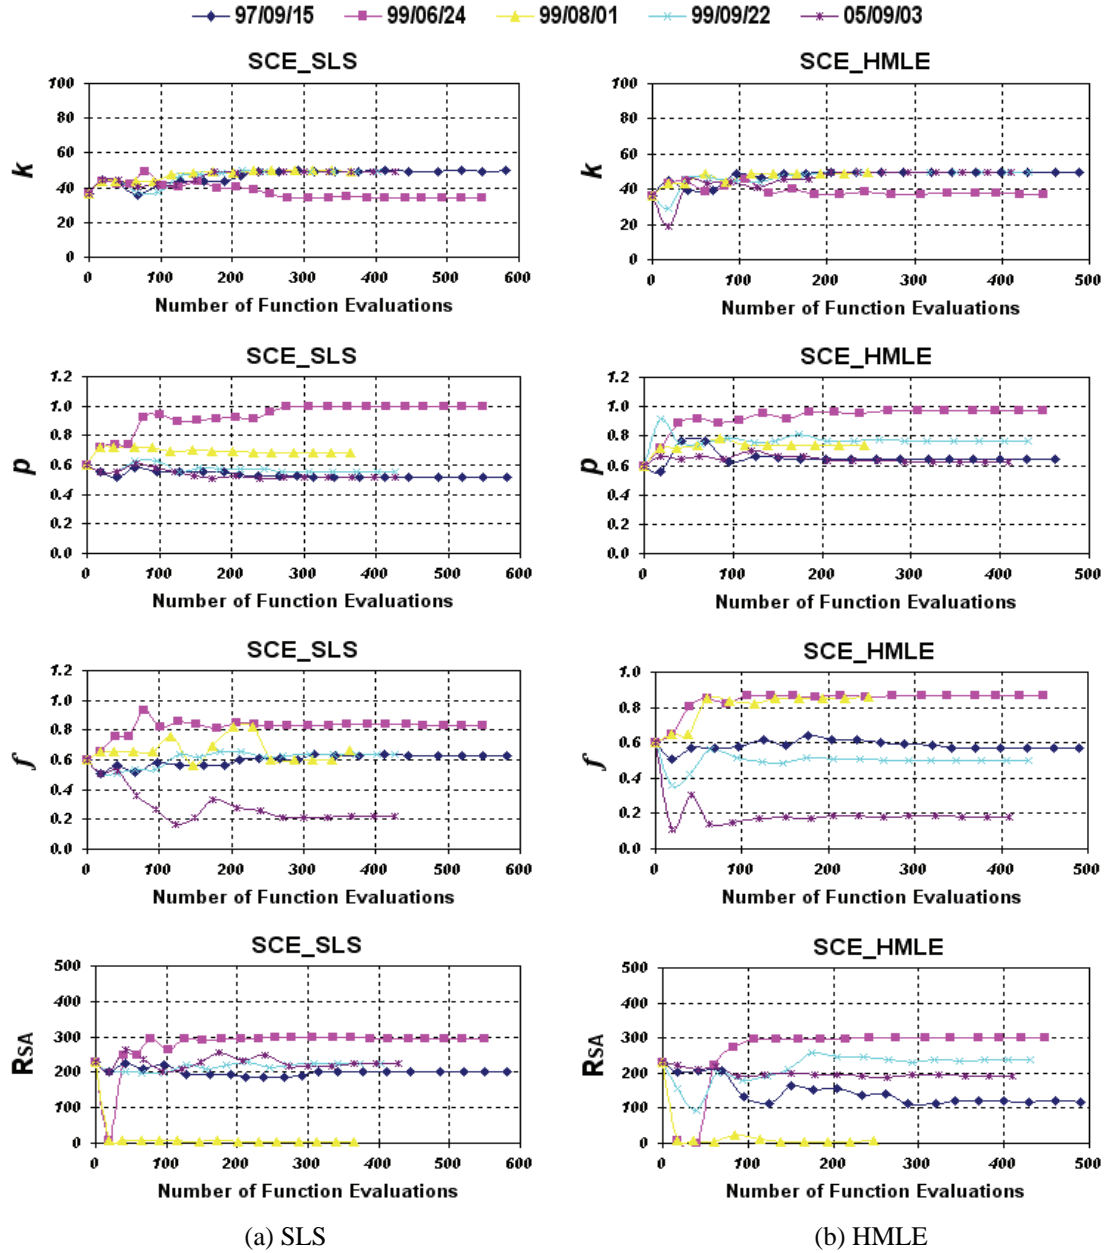 97/09/15 99/06/24 99/08/01 99/09/22 05/09/03
SCE_SLS SCE_HMLE
k
100
80
60
40
20
0
0 100 200 300 400 500 600
Number of Function Evaluations
k
100
80
60
40
20
0
0 100 200 300 400 500
Number of Function Evaluations
SCE_SLS SCE_HMLE
p
1.2
1.0
0.8
0.6
0.4
0.2
0.0
0 100 200 300 400 500 600
Number of Function Evaluations
p
1.2
1.0
0.8
0.6
0.4
0.2
0.0
0 100 200 300 400 500
Number of Function Evaluations
SCE_SLS SCE_HMLE
f
1.2
1.0
0.8
0.6
0.4
0.2
0.0
0 100 200 300 400 500 600
Number of Function Evaluations
f
1.0
0.8
0.6
0.4
0.2
0.0
0 100 200 300 400 500
Number of Function Evaluations
SCE_SLS SCE_HMLE
RSA
500
400
300
200
100
0
0 100 200 300 400 500 600
Number of Function Evaluations
RSA
500
400
300
200
100
0
0 100 200 300 400 500
Number of Function Evaluations
(a) SLS (b) HMLE